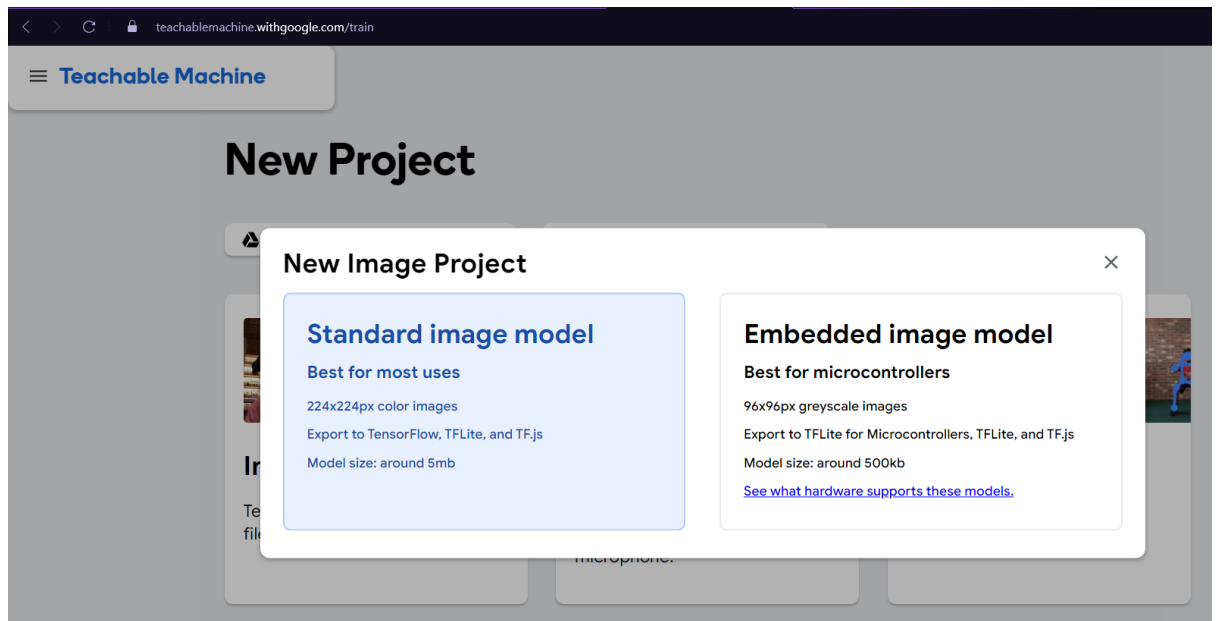 teachablemachine.withgoogle.com/train
Teachable Machine
New Project
New Image Project
Standard image model
Best for most uses
224x224px color images
Export to TensorFlow, TFLite, and TF.js
Model size: around 5mb
Embedded image model
Best for microcontrollers
96x96px greyscale images
Export to TFLite for Microcontrollers, TFLite, and TF.js
Model size: around 500kb
See what hardware supports these models.
microphone.